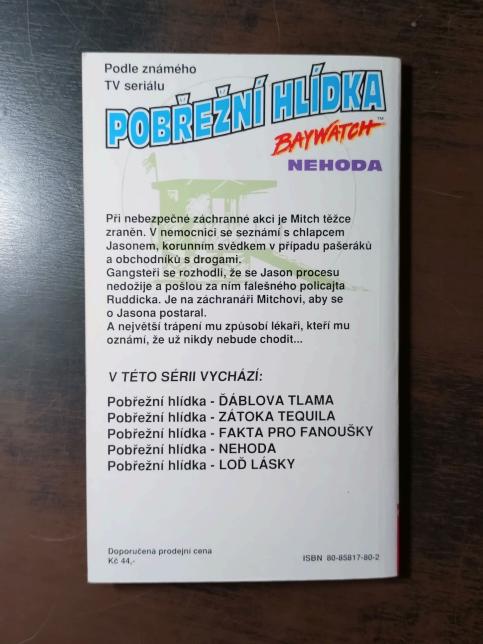 Podle známého
TV seriálu
POBŘEŽNÍ HLÍDKA
BAYWATCH™
NEHODA
Při nebezpečné záchranné akci je Mitch těžce
zraněn. V nemocnici se seznámí s chlapcem
Jasonem, korunním svědkem v případu pašeráků
a obchodníků s drogami.
Gangsteři se rozhodli, že se Jason procesu
nedožije a pošlou za ním falešného policajta
Ruddicka. Je na záchranáři Mitchovi, aby se
o Jasona postaral.
A největší trápení mu způsobí lékaři, kteří mu
oznámí, že už nikdy nebude chodit...
V TÉTO SÉRII VYCHÁZÍ:
Pobřežní hlídka - ĎÁBLOVA TLAMA
Pobřežní hlídka - ZÁTOKA TEQUILA
Pobřežní hlídka - FAKTA PRO FANOUŠKY
Pobřežní hlídka - NEHODA
Pobřežní hlídka - LOĎ LÁSKY
Doporučená prodejní cena
Kč 44,-
ISBN 80-85817-80-2